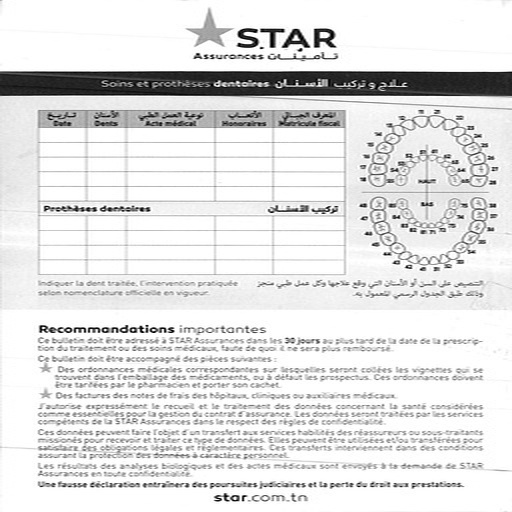 STAR
Assurances تـأمينـات
Soins et prothèses dentaires علاج و تركيب الأسنـان
تـاريـخ الأسنان نوعية العمل الطبي الأتعـاب المعرف الجبائي
Date Dents Acte médical Honoraires Matricule fiscal
Prothèses dentaires تركيب الأسنـان
HAUT
BAS
Indiquer la dent traitée, l'intervention pratiquée
selon nomenclature officielle en vigueur.
التنصيص على السن أو الأسنان التي وقع علاجها وكل عمل طبي منجز
وذلك طبق الجدول الرسمي المعمول به.
Recommandations importantes
Ce bulletin doit être adressé à STAR Assurances dans les 30 jours au plus tard de la date de la prescrip-
tion du traitement ou des soins médicaux, faute de quoi il ne sera plus remboursé.
Ce bulletin doit être accompagné des pièces suivantes :
Des ordonnances médicales correspondantes sur lesquelles seront collées les vignettes qui se
trouvent dans l'emballage des médicaments, ou à défaut les prospectus. Ces ordonnances doivent
être tarifées par le pharmacien et porter son cachet.
Des factures des notes de frais des hôpitaux, cliniques ou auxiliaires médicaux.
J'autorise expressément le recueil et le traitement des données concernant la santé considérées
comme essentielles pour la gestion du contrat d'assurance. Les données seront traitées par les services
compétents de la STAR Assurances dans le respect des règles de confidentialité.
Ces données peuvent faire l'objet d'un transfert aux services habilités des réassureurs ou sous-traitants
missionnés pour recevoir et traiter ce type de données. Elles peuvent être utilisées et/ou transférées pour
satisfaire des obligations légales et réglementaires. Ces transferts interviennent dans des conditions
assurant la protection des données à caractère personnel.
Les résultats des analyses biologiques et des actes médicaux sont envoyés à la demande de STAR
Assurances en toute confidentialité.
Une fausse déclaration entraînera des poursuites judiciaires et la perte du droit aux prestations.
star.com.tn